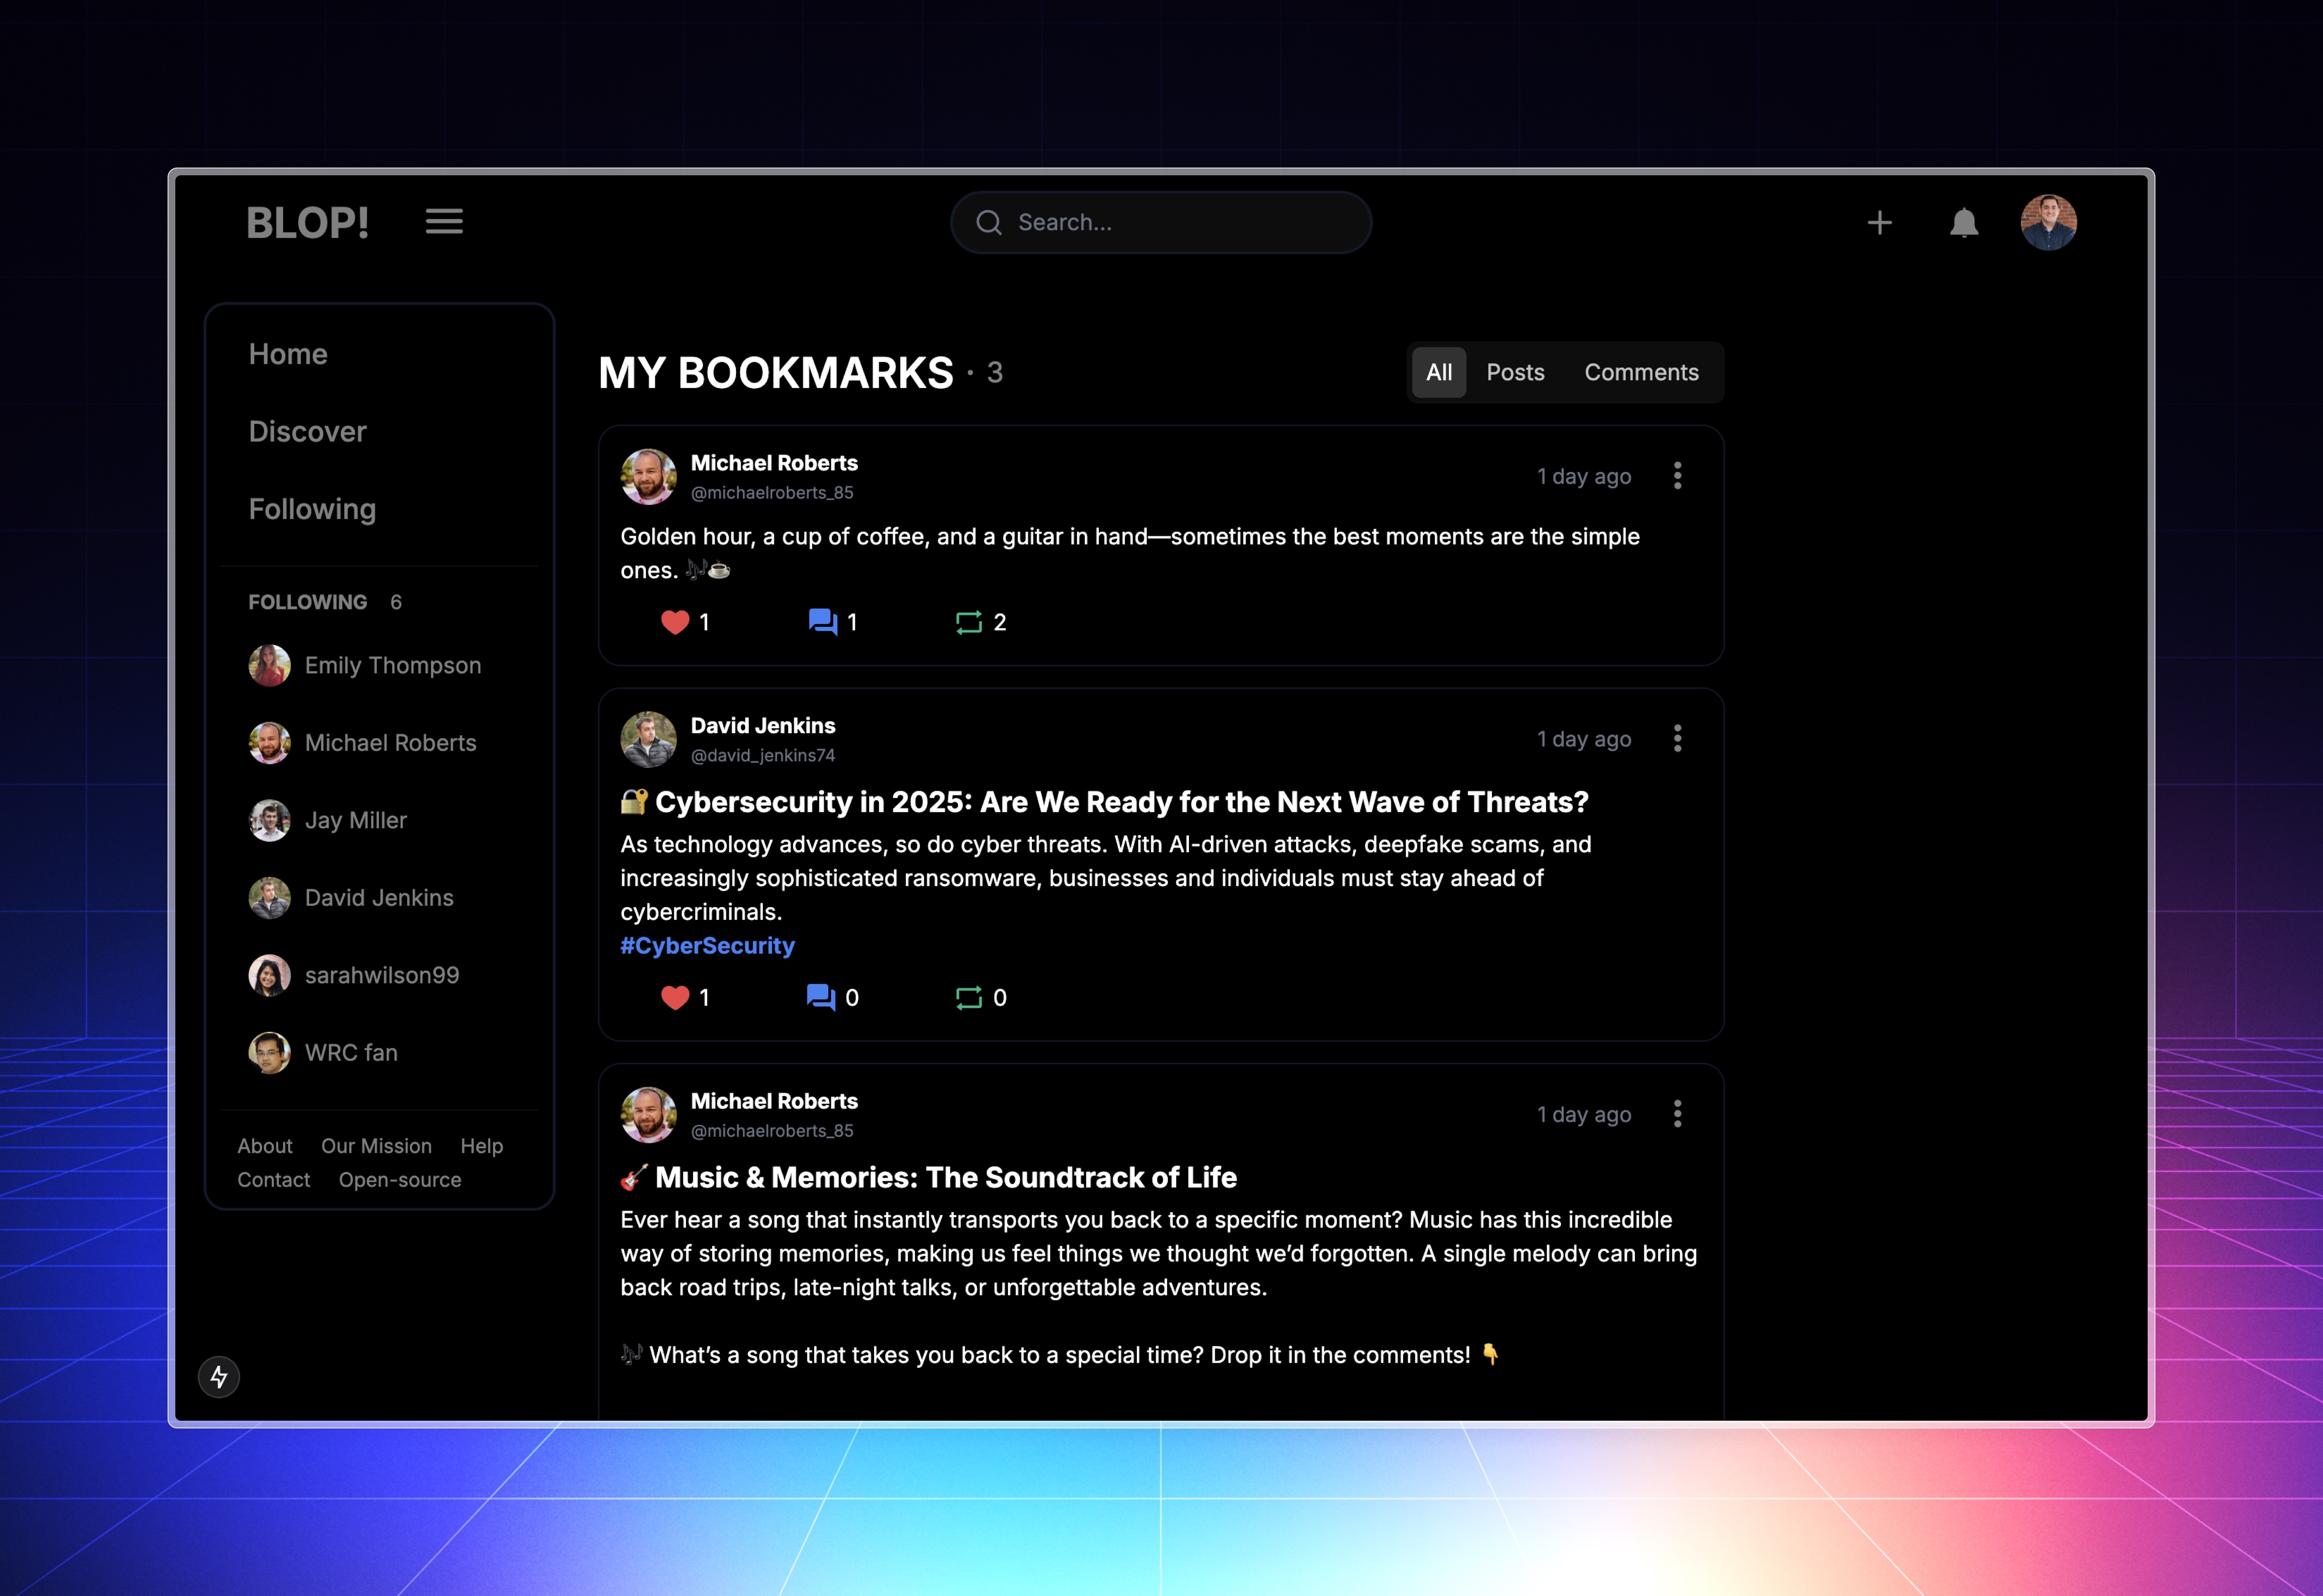 BLOP!
Search...
Home
Discover
Following
FOLLOWING 6
Emily Thompson
Michael Roberts
Jay Miller
David Jenkins
sarahwilson99
WRC fan
About Our Mission Help
Contact Open-source
MY BOOKMARKS · 3
All Posts Comments
Michael Roberts
@michaelroberts_85
1 day ago
Golden hour, a cup of coffee, and a guitar in hand—sometimes the best moments are the simple
ones. 🎶☕
1 1 2
David Jenkins
@david_jenkins74
1 day ago
🔐 Cybersecurity in 2025: Are We Ready for the Next Wave of Threats?
As technology advances, so do cyber threats. With AI-driven attacks, deepfake scams, and
increasingly sophisticated ransomware, businesses and individuals must stay ahead of
cybercriminals.
#CyberSecurity
1 0 0
Michael Roberts
@michaelroberts_85
1 day ago
🎸 Music & Memories: The Soundtrack of Life
Ever hear a song that instantly transports you back to a specific moment? Music has this incredible
way of storing memories, making us feel things we thought we’d forgotten. A single melody can bring
back road trips, late-night talks, or unforgettable adventures.
🎶 What’s a song that takes you back to a special time? Drop it in the comments! 👇